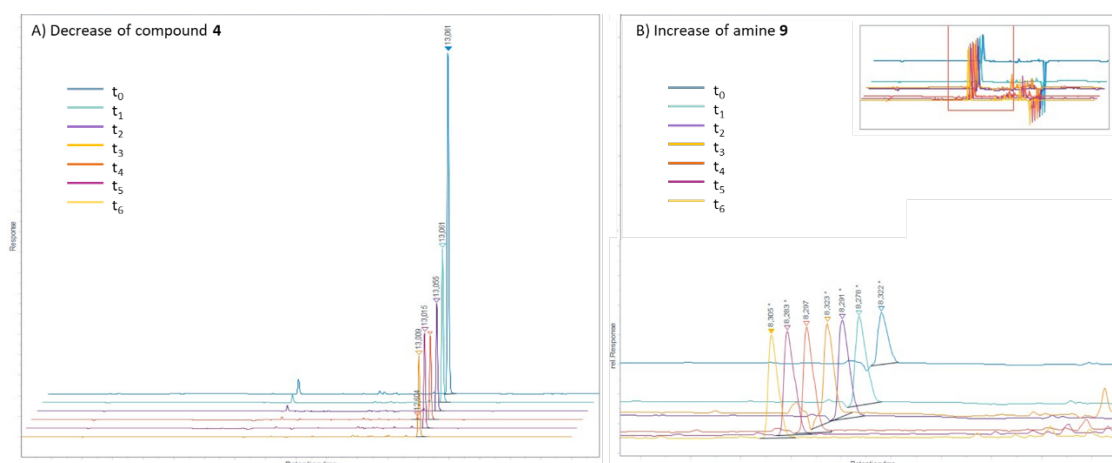 A) Decrease of compound 4
t0
t1
t2
t3
t4
t5
t6
Response
13,061
13,061
13,055
13,015
13,009
B) Increase of amine 9
t0
t1
t2
t3
t4
t5
t6
rel. Response
8,305 *
8,283 *
8,297
8,323 *
8,291 *
8,278 *
8,322 *